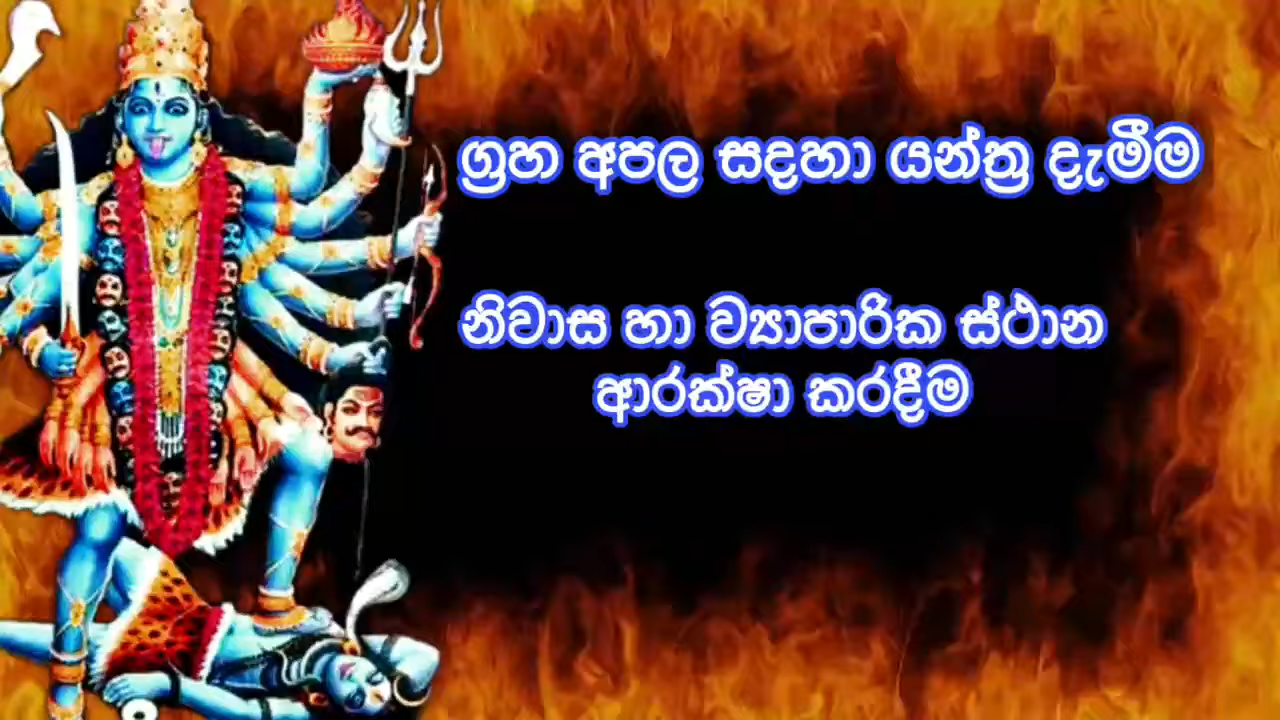 ග්‍රහ අපල සදහා යන්ත්‍ර දැමීම
නිවාස හා ව්‍යාපාරික ස්ථාන
ආරක්ෂා කරදීම